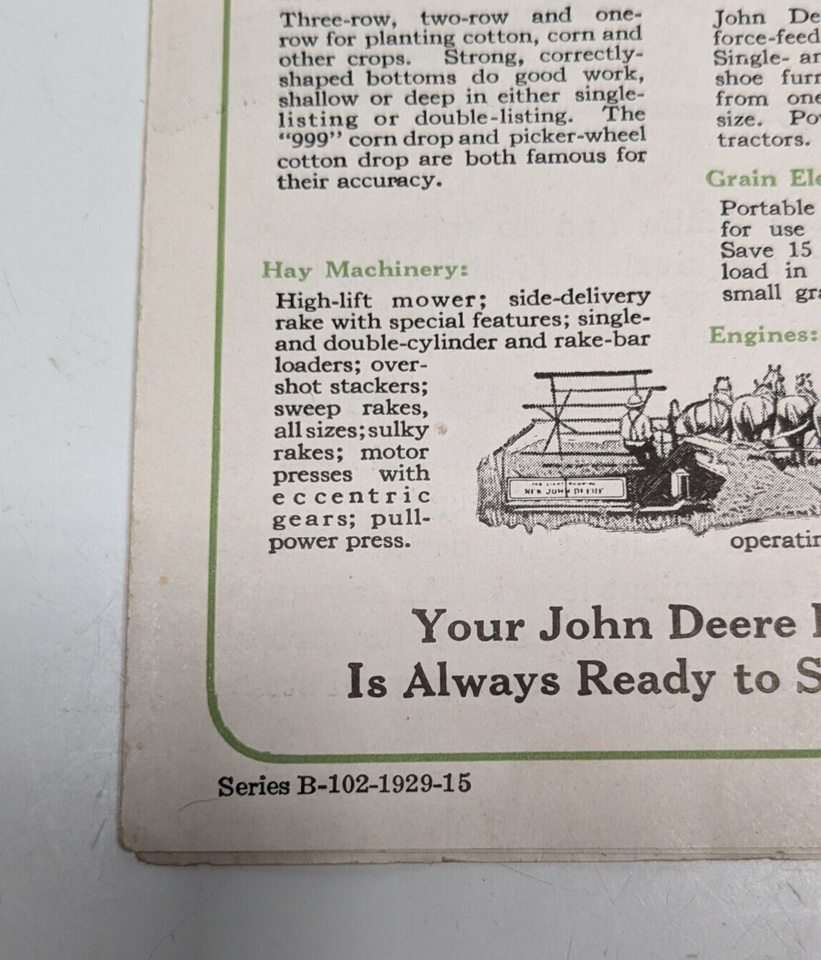 Three-row, two-row and one-
row for planting cotton, corn and
other crops. Strong, correctly-
shaped bottoms do good work,
shallow or deep in either single-
listing or double-listing. The
“999” corn drop and picker-wheel
cotton drop are both famous for
their accuracy.
Hay Machinery:
High-lift mower; side-delivery
rake with special features; single-
and double-cylinder and rake-bar
loaders; over-
shot stackers;
sweep rakes,
all sizes; sulky
rakes; motor
presses with
eccentric
gears; pull-
power press.
John De
force-feed
Single- ar
shoe furr
from one
size. Po
tractors.
Grain Ele
Portable
for use
Save 15
load in
small gra
Engines:
NEW JOHN DEERE
operatin
Your John Deere
Is Always Ready to S
Series B-102-1929-15